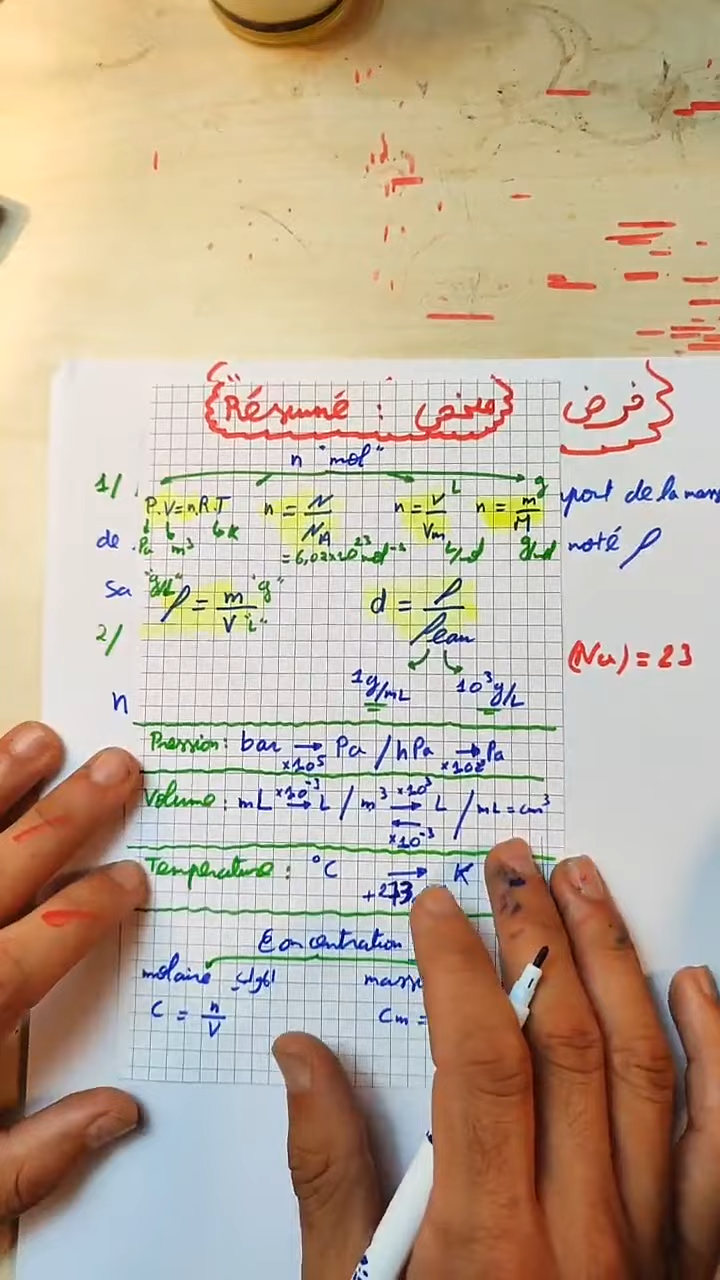 Résumé : ملخص
فرض
n "mol"
1/
P.V=n.R.T n = N/NA n = V/Vm n = m/M
L g
Pa m³ K = 6,02×10²³ mol⁻¹ L/mol g/mol
port de la mass
de
noté ρ
sa
"g/L" ρ = m "g" / V "L" d = ρ/ρeau
2/
(Na) = 23
1g/mL 10³g/L
n
Pression : bar →×10⁵ Pa / hPa →×10² Pa
Volume : mL ×10⁻³→ L / m³ ×10³→ L / mL = cm³
←×10⁻³
Température : °C → K
+273
Concentration
molaire mass
C = n/V Cm =